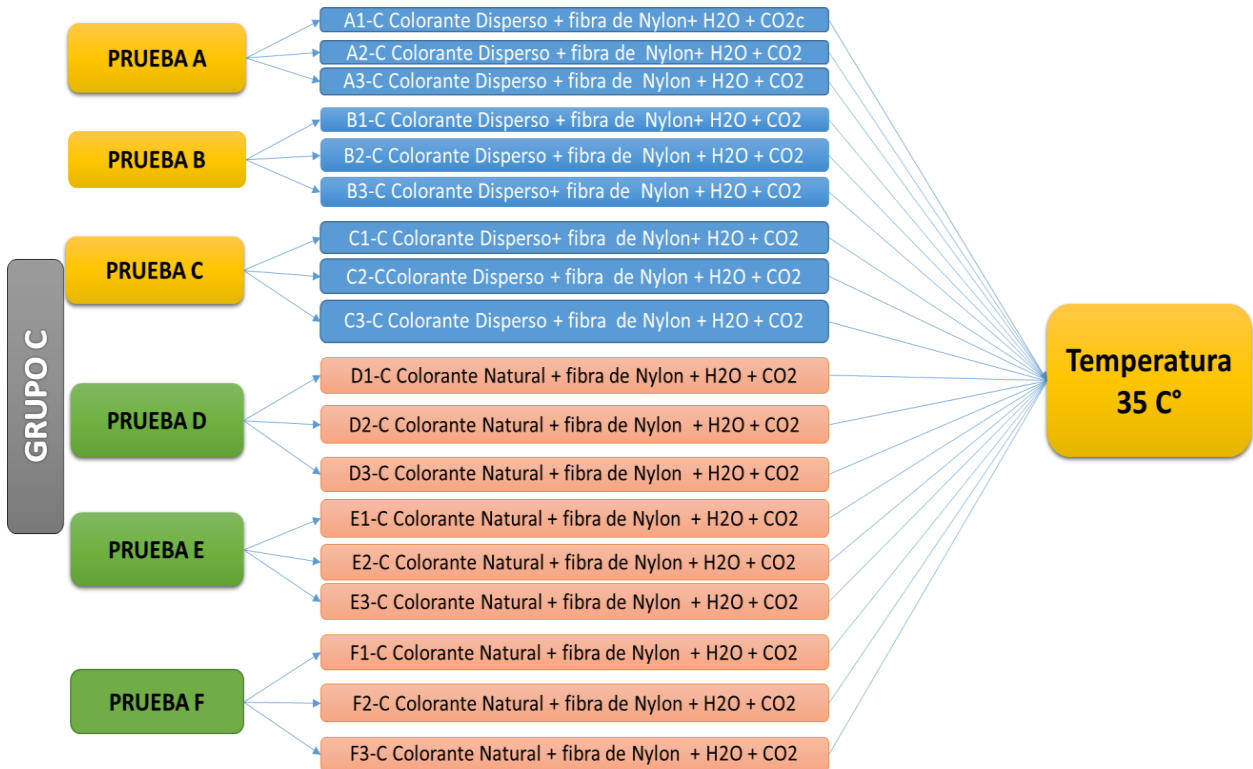 GRUPO C
PRUEBA A
A1-C Colorante Disperso + fibra de Nylon+ H2O + CO2c
A2-C Colorante Disperso + fibra de Nylon+ H2O + CO2
A3-C Colorante Disperso + fibra de Nylon + H2O + CO2
PRUEBA B
B1-C Colorante Disperso + fibra de Nylon+ H2O + CO2
B2-C Colorante Disperso + fibra de Nylon + H2O + CO2
B3-C Colorante Disperso+ fibra de Nylon + H2O + CO2
PRUEBA C
C1-C Colorante Disperso+ fibra de Nylon+ H2O + CO2
C2-CColorante Disperso + fibra de Nylon + H2O + CO2
C3-C Colorante Disperso + fibra de Nylon + H2O + CO2
PRUEBA D
D1-C Colorante Natural + fibra de Nylon + H2O + CO2
D2-C Colorante Natural + fibra de Nylon + H2O + CO2
D3-C Colorante Natural + fibra de Nylon + H2O + CO2
PRUEBA E
E1-C Colorante Natural + fibra de Nylon + H2O + CO2
E2-C Colorante Natural + fibra de Nylon + H2O + CO2
E3-C Colorante Natural + fibra de Nylon + H2O + CO2
PRUEBA F
F1-C Colorante Natural + fibra de Nylon + H2O + CO2
F2-C Colorante Natural + fibra de Nylon + H2O + CO2
F3-C Colorante Natural + fibra de Nylon + H2O + CO2
Temperatura
35 C°